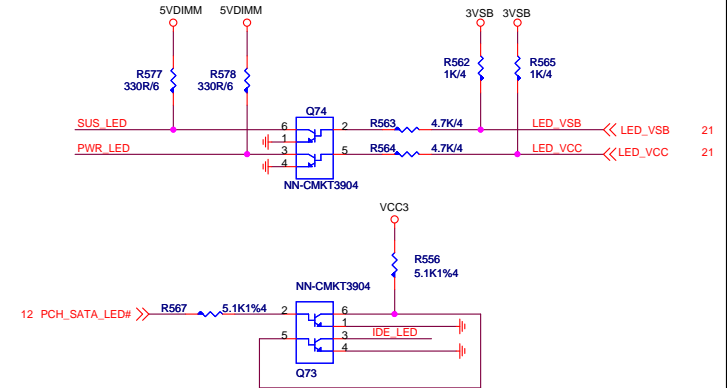 5VDIMM 5VDIMM 3VSB 3VSB
R577 330R/6
R578 330R/6
R562 1K/4
R565 1K/4
Q74
SUS_LED 6 2 R563 4.7K/4 LED_VSB LED_VSB 21
1
PWR_LED 3 5 R564 4.7K/4 LED_VCC LED_VCC 21
4
NN-CMKT3904
VCC3
R556
5.1K1%4
NN-CMKT3904
12 PCH_SATA_LED# R567 5.1K1%4 2 6
1
5 3 IDE_LED
4
Q73